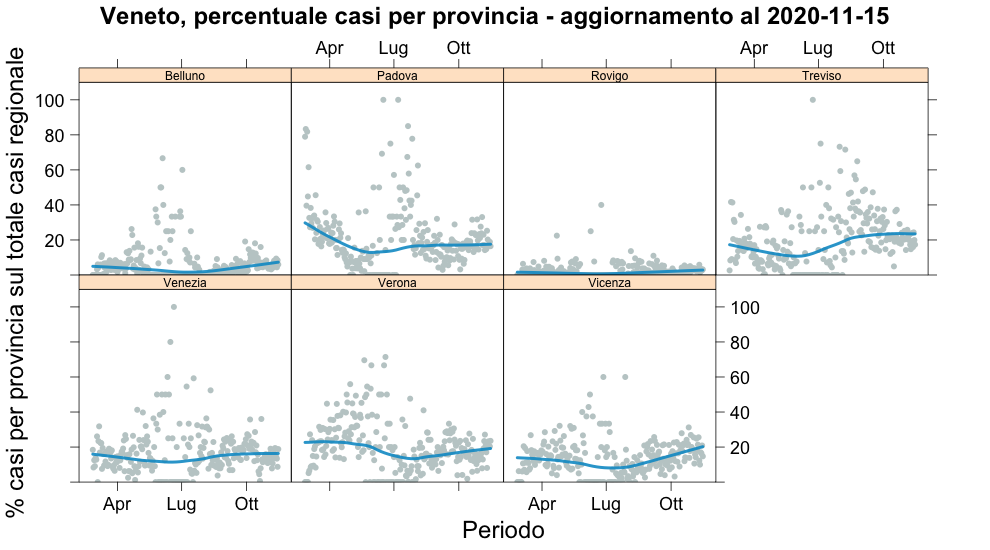 Veneto, percentuale casi per provincia - aggiornamento al 2020-11-15
Apr Lug Ott Apr Lug Ott
Belluno Padova Rovigo Treviso
100
80
60
40
20
% casi per provincia sul totale casi regionale
Venezia Verona Vicenza
100
80
60
40
20
Apr Lug Ott Apr Lug Ott
Periodo